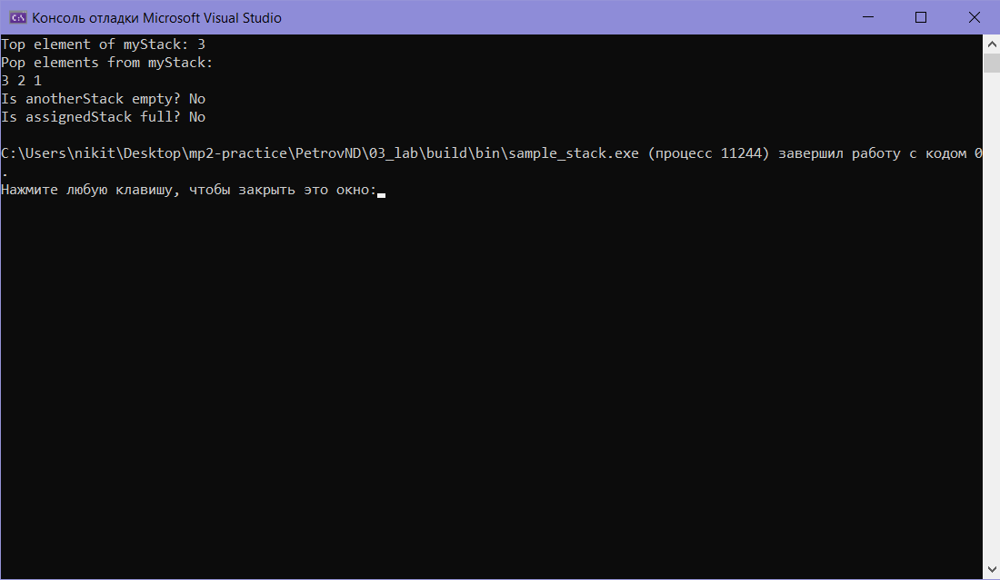 Консоль отладки Microsoft Visual Studio
Top element of myStack: 3
Pop elements from myStack:
3 2 1
Is anotherStack empty? No
Is assignedStack full? No
C:\Users\nikit\Desktop\mp2-practice\PetrovND\03_lab\build\bin\sample_stack.exe (процесс 11244) завершил работу с кодом 0
.
Нажмите любую клавишу, чтобы закрыть это окно: